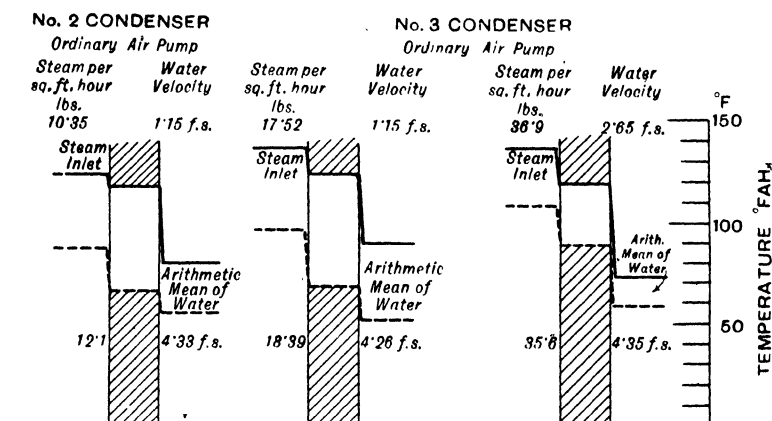 No. 2 CONDENSER
Ordinary Air Pump
Steam per
sq. ft. hour
lbs.
10·35
Water
Velocity
1·15 f.s.
Steam
Inlet
Arithmetic
Mean of
Water
12·1
4·33 f.s.
No. 3 CONDENSER
Ordinary Air Pump
Steam per
sq. ft. hour
lbs.
17·52
Water
Velocity
1·15 f.s.
Steam
Inlet
Arithmetic
Mean of
Water
18·39
4·26 f.s.
Steam per
sq. ft. hour
lbs.
36·9
Water
Velocity
2·65 f.s.
Steam
Inlet
Arith.
Mean of
Water
35·6
4·35 f.s.
°F
150
100
50
TEMPERATURE °FAH.